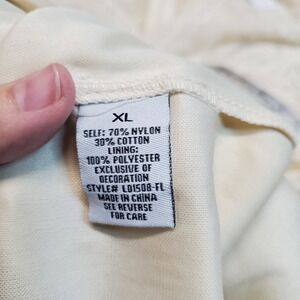 XL
SELF: 70% NYLON
30% COTTON
LINING:
100% POLYESTER
EXCLUSIVE OF
DECORATION
STYLE# LD1508-FL
MADE IN CHINA
SEE REVERSE
FOR CARE